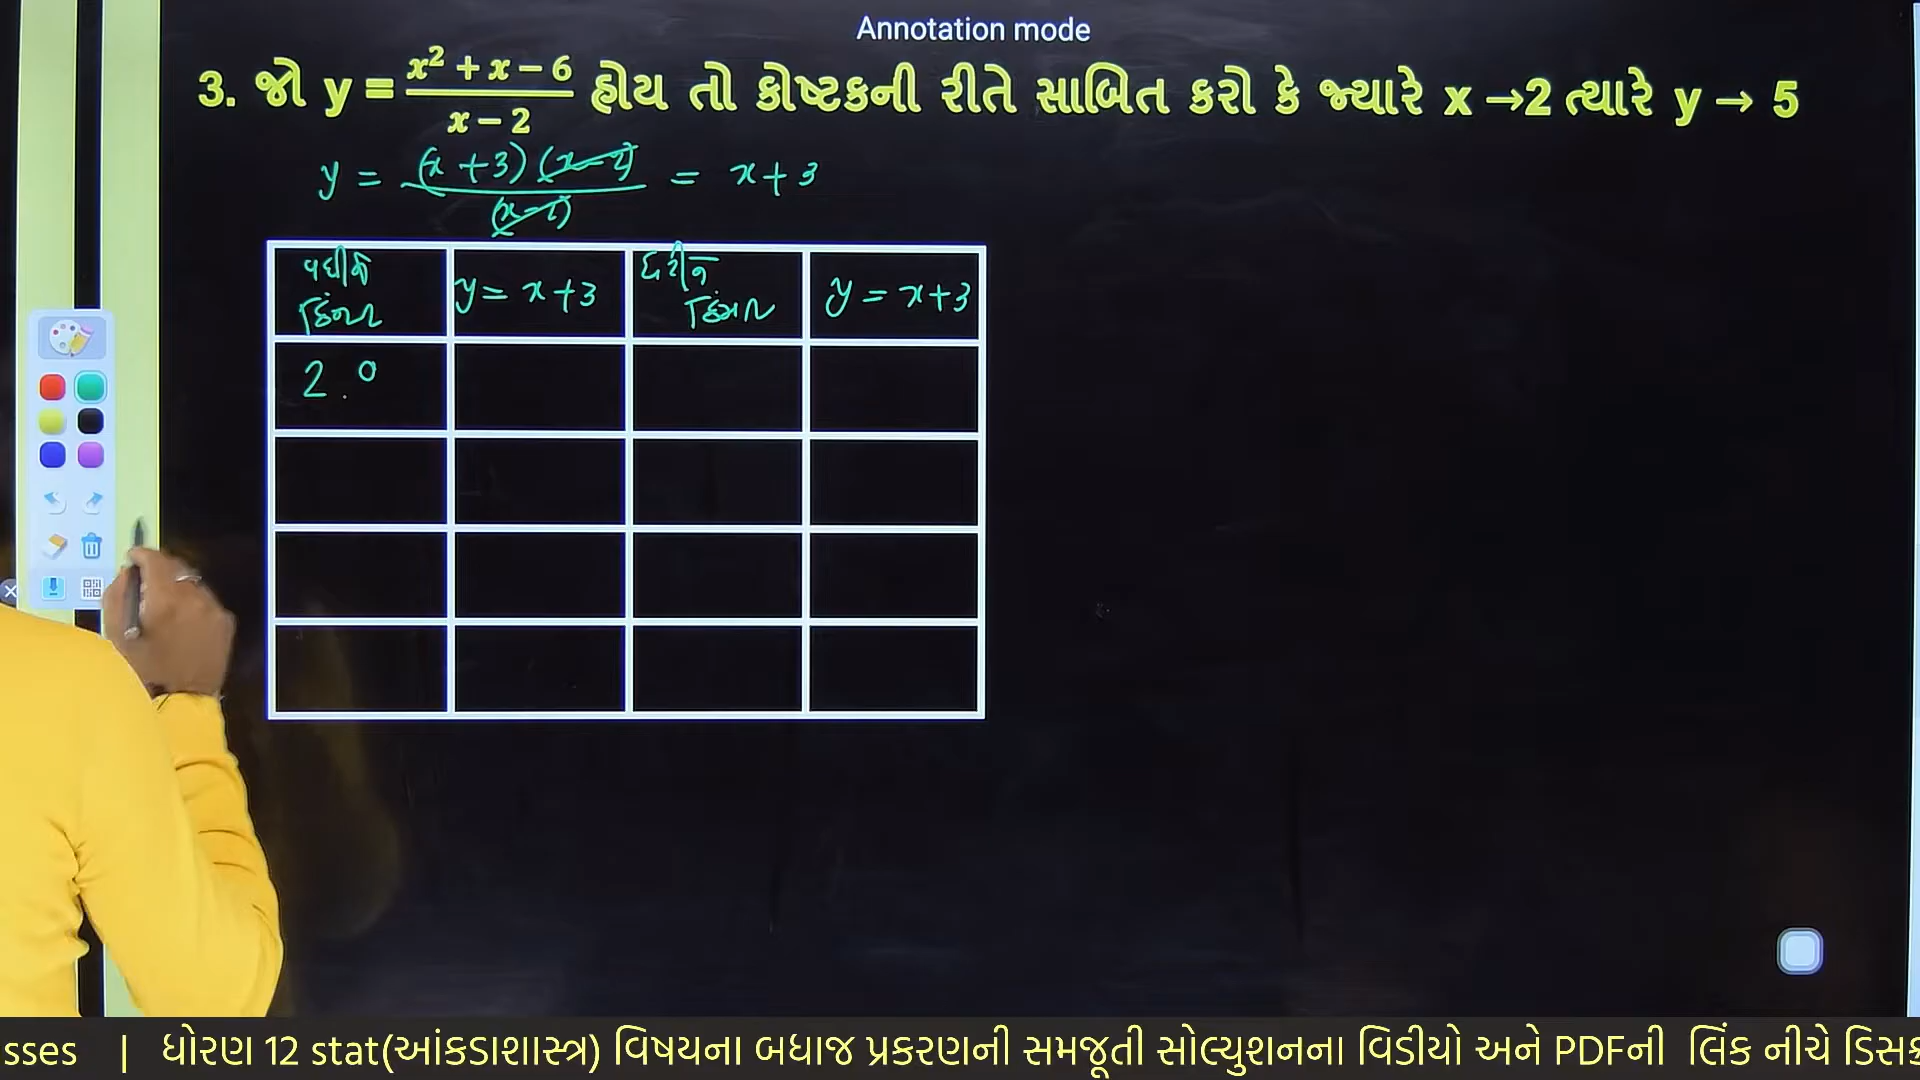 Annotation mode
3. જો y = x² + x − 6 / x − 2 હોય તો કોષ્ટકની રીતે સાબિત કરો કે જ્યારે x → 2 ત્યારે y → 5
y = (x + 3) (x − 2) / (x − 2) = x + 3
y = x + 3
y = x + 3
2.0
sses | ધોરણ 12 stat(આંકડાશાસ્ત્ર) વિષયના બધાજ પ્રકરણની સમજૂતી સોલ્યુશનના વિડીયો અને PDFની લિંક નીચે ડિસક્ર